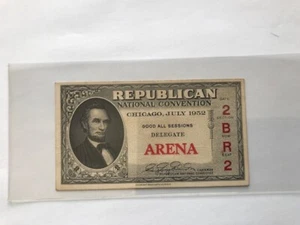 REPUBLICAN
NATIONAL CONVENTION
CHICAGO, JULY 1952
GOOD ALL SESSIONS
DELEGATE
ARENA
2
B
R
2